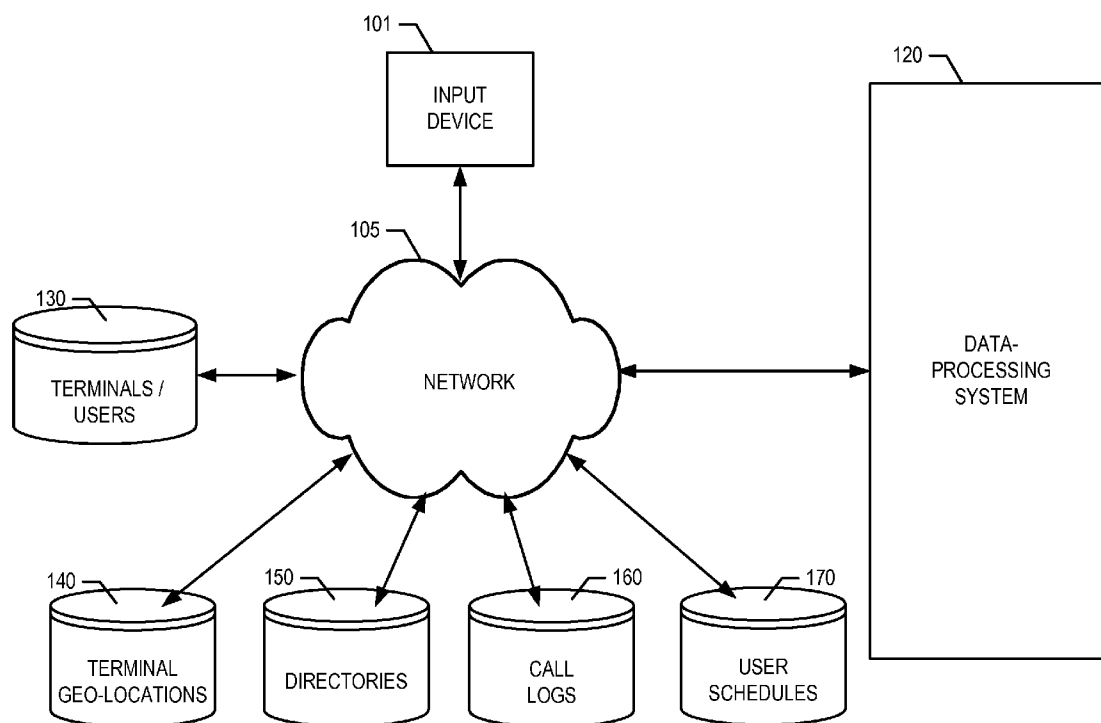 101
INPUT
DEVICE
120
105
NETWORK
DATA-
PROCESSING
SYSTEM
130
TERMINALS /
USERS
140
TERMINAL
GEO-LOCATIONS
150
DIRECTORIES
160
CALL
LOGS
170
USER
SCHEDULES